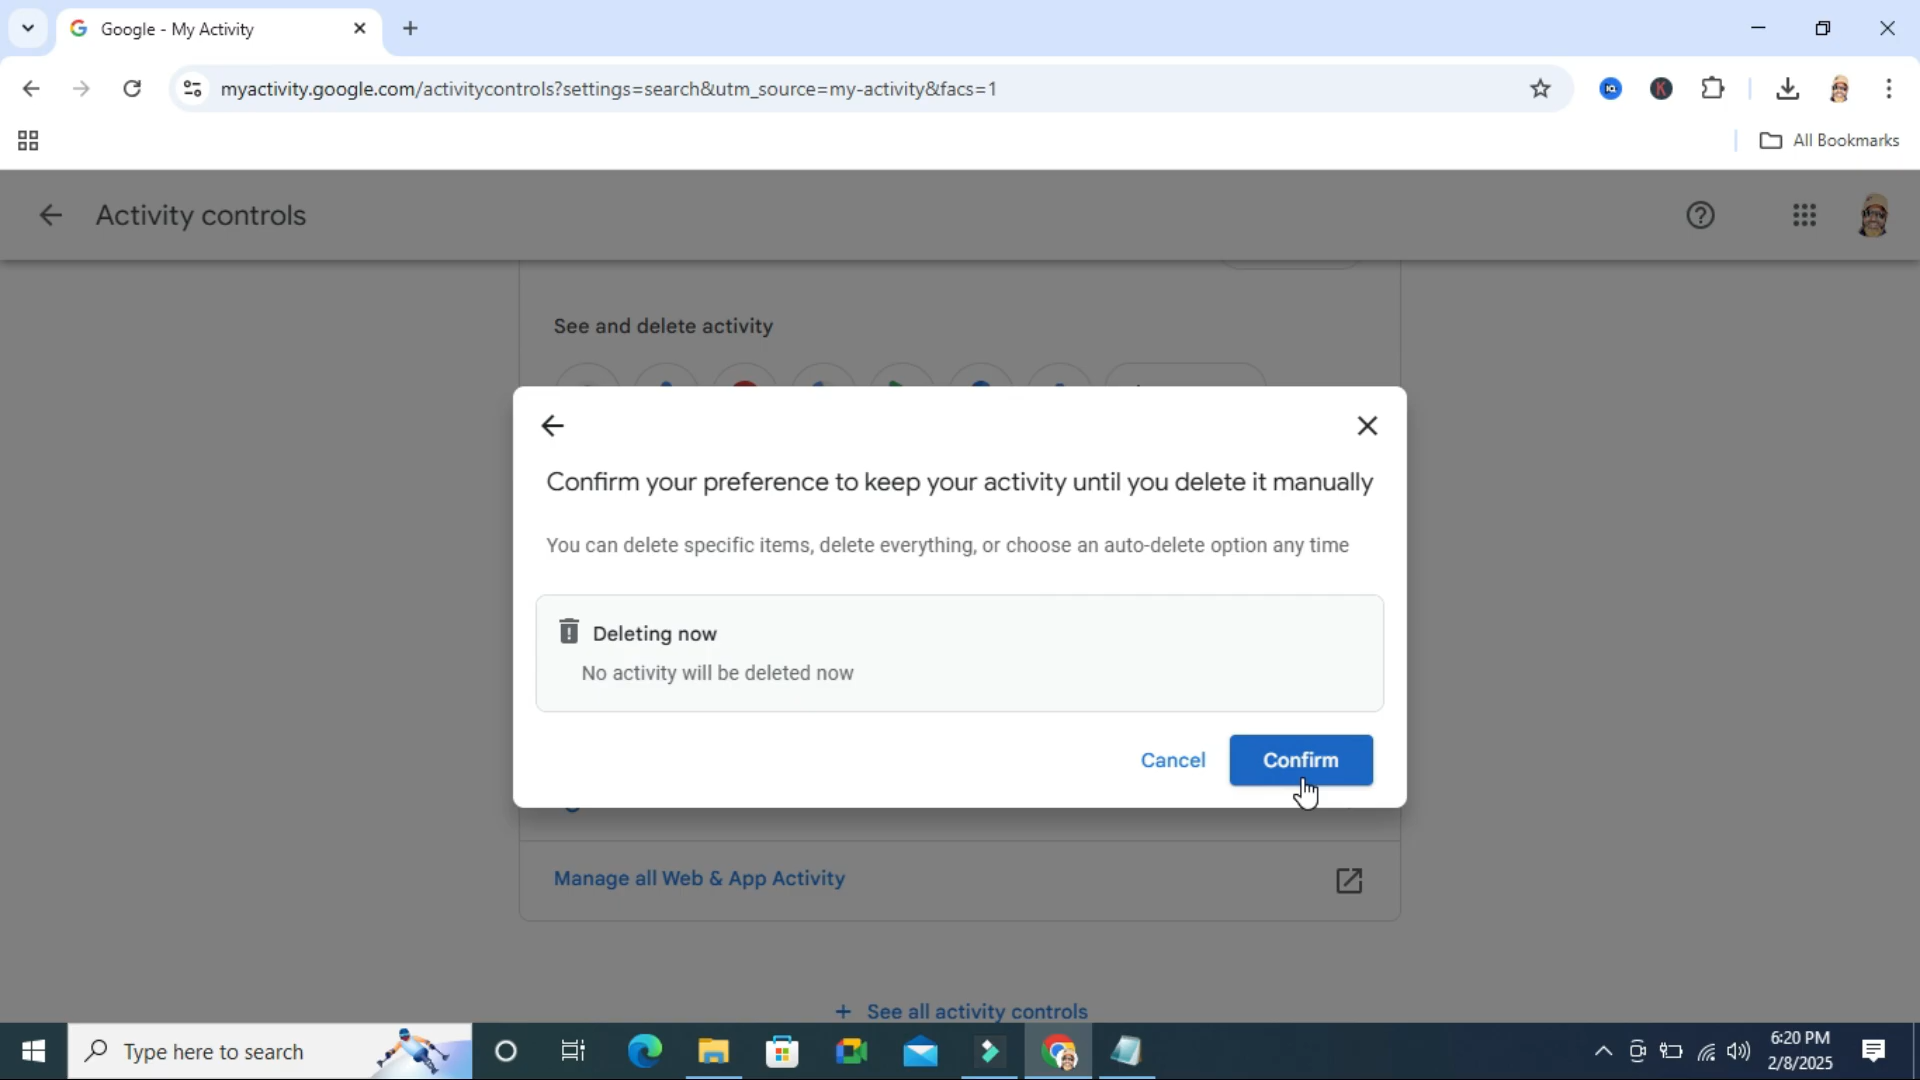 Google - My Activity
myactivity.google.com/activitycontrols?settings=search&utm_source=my-activity&facs=1
All Bookmarks
Activity controls
See and delete activity
Confirm your preference to keep your activity until you delete it manually
You can delete specific items, delete everything, or choose an auto-delete option any time
Deleting now
No activity will be deleted now
Cancel
Confirm
Manage all Web & App Activity
+ See all activity controls
Type here to search
6:20 PM
2/8/2025